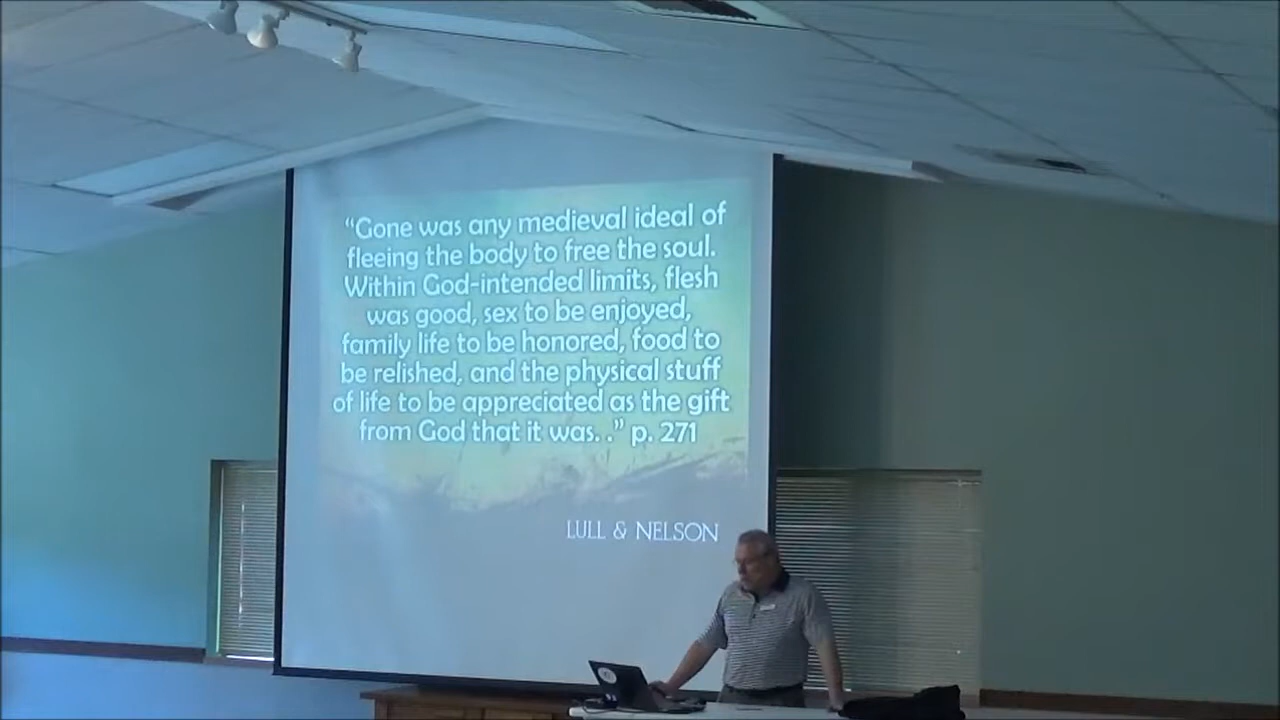 “Gone was any medieval ideal of
fleeing the body to free the soul.
Within God-intended limits, flesh
was good, sex to be enjoyed,
family life to be honored, food to
be relished, and the physical stuff
of life to be appreciated as the gift
from God that it was. .” p. 271
LULL & NELSON